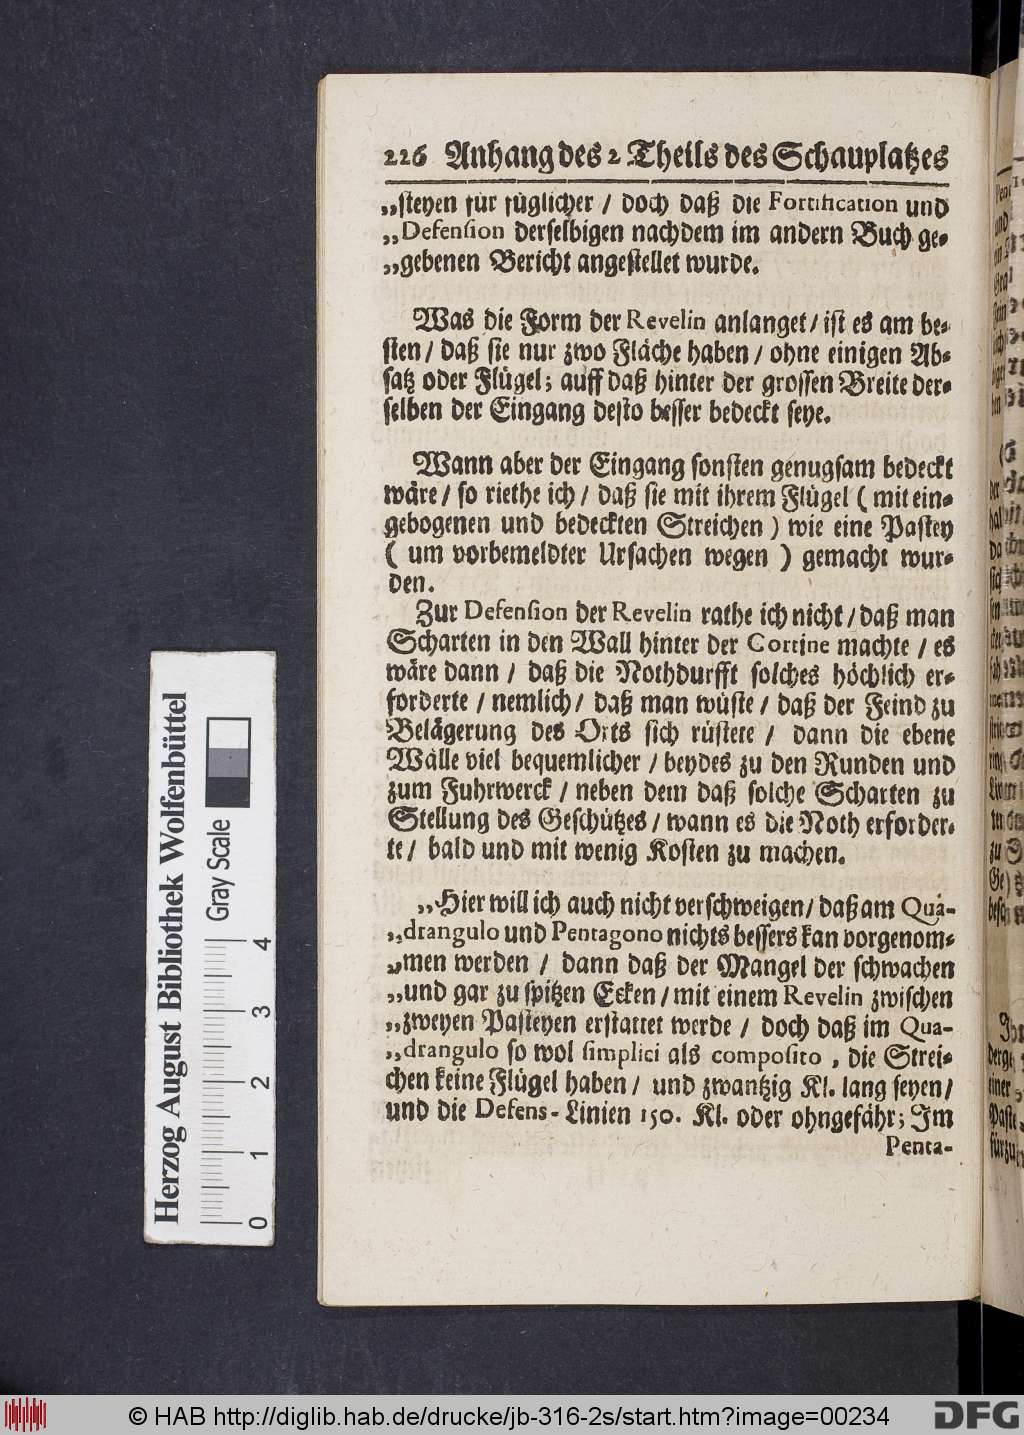 226 Anhang des 2 Theils des Schauplatzes
„steyen für füglicher / doch daß die Fortification und
„Defension derselbigen nachdem im andern Buch ge-
„gebenen Bericht angestellet wurde.
Was die Form der Revelin anlanget / ist es am be-
sten / daß sie nur zwo Fläche haben / ohne einigen Ab-
satz oder Flügel; auff daß hinter der grossen Breite der-
selben der Eingang desto besser bedeckt seye.
Wann aber der Eingang sonsten genugsam bedeckt
wäre / so riethe ich / daß sie mit ihrem Flügel ( mit ein-
gebogenen und bedeckten Streichen ) wie eine Pastey
( um vorbemeldter Ursachen wegen ) gemacht wur-
den.
Zur Defension der Revelin rathe ich nicht / daß man
Scharten in den Wall hinter der Cortine machte / es
wäre dann / daß die Nothdurfft solches höchlich er-
forderte / nemlich / daß man wüste / daß der Feind zu
Belägerung des Orts sich rüstete / dann die ebene
Wälle viel bequemlicher / beydes zu den Runden und
zum Fuhrwerck / neben dem daß solche Scharten zu
Stellung des Geschützes / wann es die Noth erforder-
te / bald und mit wenig Kosten zu machen.
„Hier will ich auch nicht verschweigen / daß am Qua-
„drangulo und Pentagono nichts bessers kan vorgenom-
„men werden / dann daß der Mangel der schwachen
„und gar zu spitzen Ecken / mit einem Revelin zwischen
„zweyen Pasteyen erstattet werde / doch daß im Qua-
„drangulo so wol simplici als composito, die Strei-
chen keine Flügel haben / und zwantzig Kl. lang seyen /
und die Defens-Linien 150. Kl. oder ohngefähr; Im
Penta-
Herzog August Bibliothek Wolfenbüttel
Gray Scale
0 1 2 3 4
© HAB http://diglib.hab.de/drucke/jb-316-2s/start.htm?image=00234
DFG